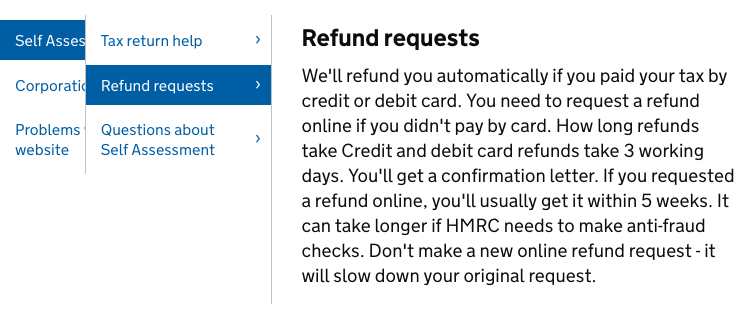 Self Asses
Corporatio
Problems
website
Tax return help
Refund requests
Questions about
Self Assessment
Refund requests
We'll refund you automatically if you paid your tax by
credit or debit card. You need to request a refund
online if you didn't pay by card. How long refunds
take Credit and debit card refunds take 3 working
days. You'll get a confirmation letter. If you requested
a refund online, you'll usually get it within 5 weeks. It
can take longer if HMRC needs to make anti-fraud
checks. Don't make a new online refund request - it
will slow down your original request.